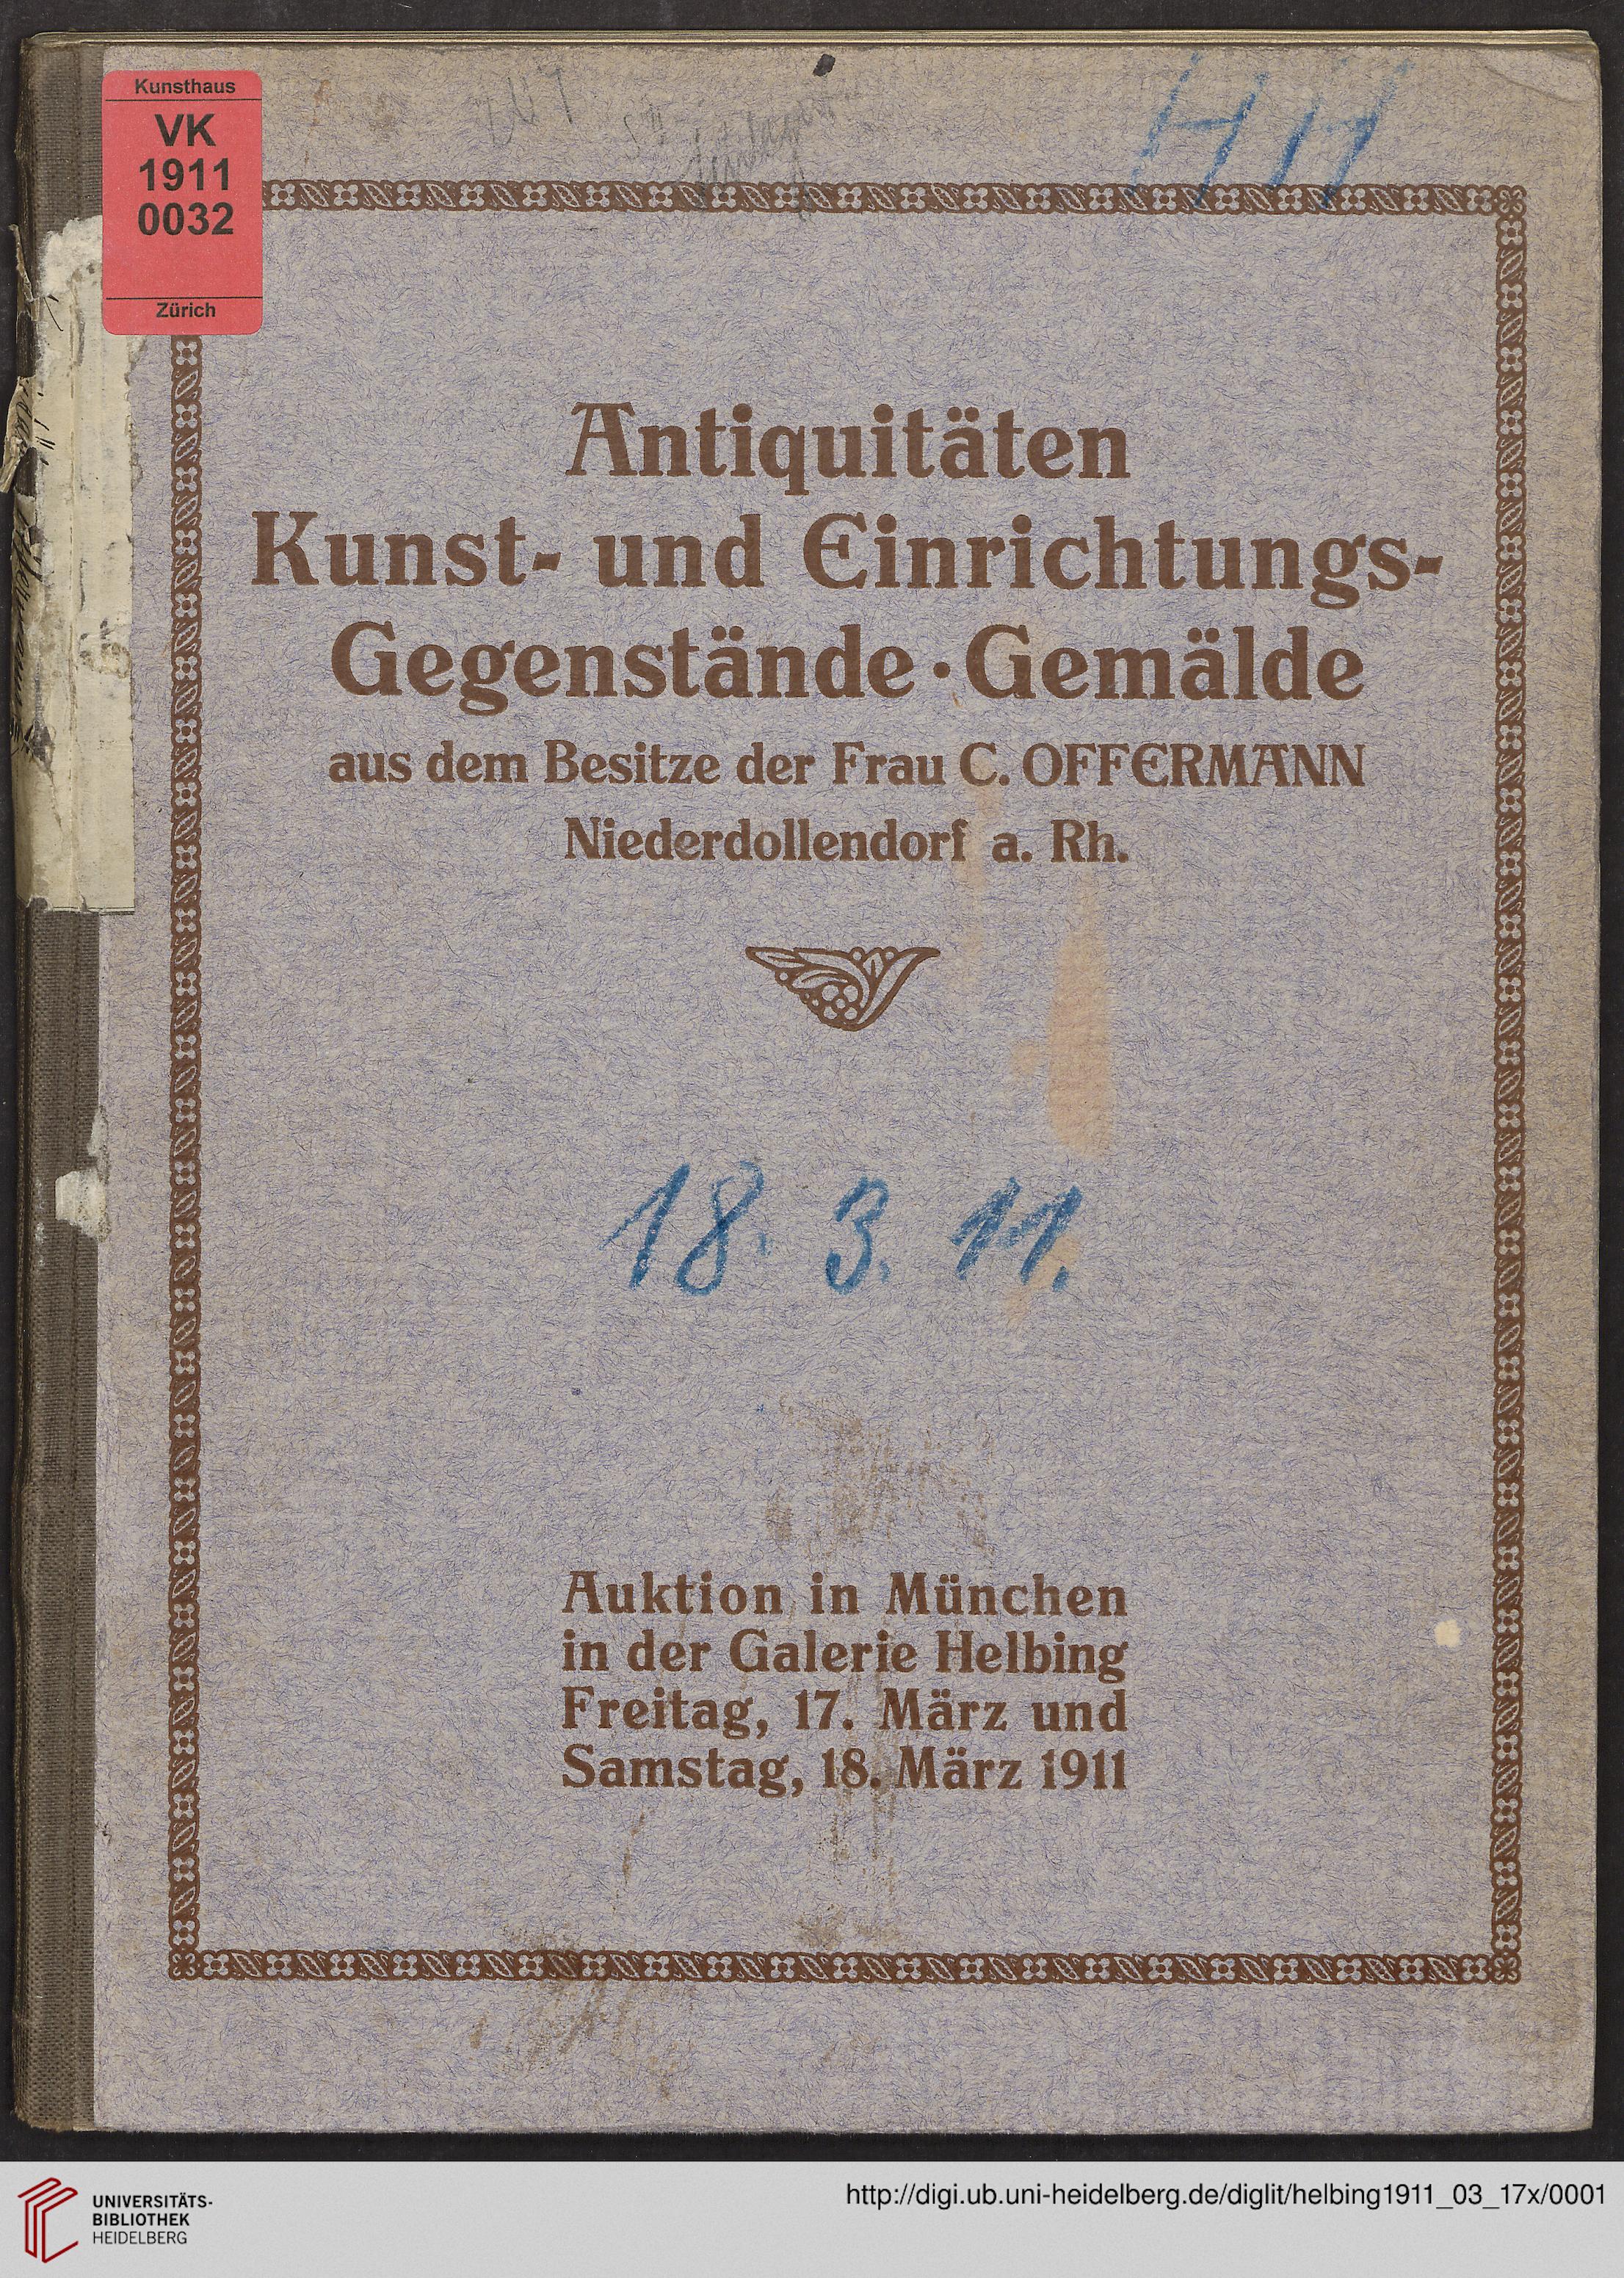 Kunsthaus
VK
1911
0032
Zürich
H 11
Antiquitäten
Kunst- und Einrichtungs-
Gegenstände · Gemälde
aus dem Besitze der Frau C. OFFERMANN
Niederdollendorf a. Rh.
18. 3. 11.
Auktion in München
in der Galerie Helbing
Freitag, 17. März und
Samstag, 18. März 1911
UNIVERSITÄTS-
BIBLIOTHEK
HEIDELBERG
http://digi.ub.uni-heidelberg.de/diglit/helbing1911_03_17x/0001